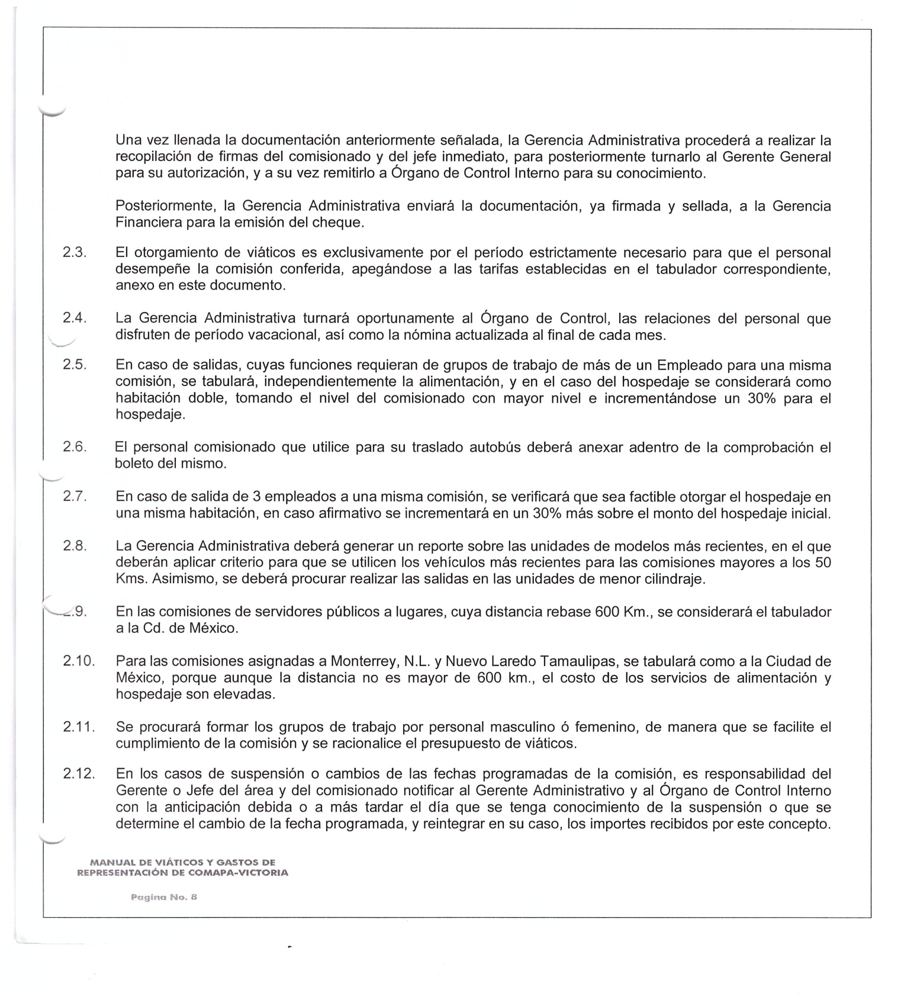 Una vez llenada la documentación anteriormente señalada, la Gerencia Administrativa procederá a realizar la
recopilación de firmas del comisionado y del jefe inmediato, para posteriormente turnarlo al Gerente General
para su autorización, y a su vez remitirlo a Órgano de Control Interno para su conocimiento.
Posteriormente, la Gerencia Administrativa enviará la documentación, ya firmada y sellada, a la Gerencia
Financiera para la emisión del cheque.
2.3. El otorgamiento de viáticos es exclusivamente por el período estrictamente necesario para que el personal
desempeñe la comisión conferida, apegándose a las tarifas establecidas en el tabulador correspondiente,
anexo en este documento.
2.4. La Gerencia Administrativa turnará oportunamente al Órgano de Control, las relaciones del personal que
disfruten de período vacacional, así como la nómina actualizada al final de cada mes.
2.5. En caso de salidas, cuyas funciones requieran de grupos de trabajo de más de un Empleado para una misma
comisión, se tabulará, independientemente la alimentación, y en el caso del hospedaje se considerará como
habitación doble, tomando el nivel del comisionado con mayor nivel e incrementándose un 30% para el
hospedaje.
2.6. El personal comisionado que utilice para su traslado autobús deberá anexar adentro de la comprobación el
boleto del mismo.
2.7. En caso de salida de 3 empleados a una misma comisión, se verificará que sea factible otorgar el hospedaje en
una misma habitación, en caso afirmativo se incrementará en un 30% más sobre el monto del hospedaje inicial.
2.8. La Gerencia Administrativa deberá generar un reporte sobre las unidades de modelos más recientes, en el que
deberán aplicar criterio para que se utilicen los vehículos más recientes para las comisiones mayores a los 50
Kms. Asimismo, se deberá procurar realizar las salidas en las unidades de menor cilindraje.
2.9. En las comisiones de servidores públicos a lugares, cuya distancia rebase 600 Km., se considerará el tabulador
a la Cd. de México.
2.10. Para las comisiones asignadas a Monterrey, N.L. y Nuevo Laredo Tamaulipas, se tabulará como a la Ciudad de
México, porque aunque la distancia no es mayor de 600 km., el costo de los servicios de alimentación y
hospedaje son elevadas.
2.11. Se procurará formar los grupos de trabajo por personal masculino ó femenino, de manera que se facilite el
cumplimiento de la comisión y se racionalice el presupuesto de viáticos.
2.12. En los casos de suspensión o cambios de las fechas programadas de la comisión, es responsabilidad del
Gerente o Jefe del área y del comisionado notificar al Gerente Administrativo y al Órgano de Control Interno
con la anticipación debida o a más tardar el día que se tenga conocimiento de la suspensión o que se
determine el cambio de la fecha programada, y reintegrar en su caso, los importes recibidos por este concepto.
MANUAL DE VIÁTICOS Y GASTOS DE
REPRESENTACIÓN DE COMAPA-VICTORIA
Pagina No. 8